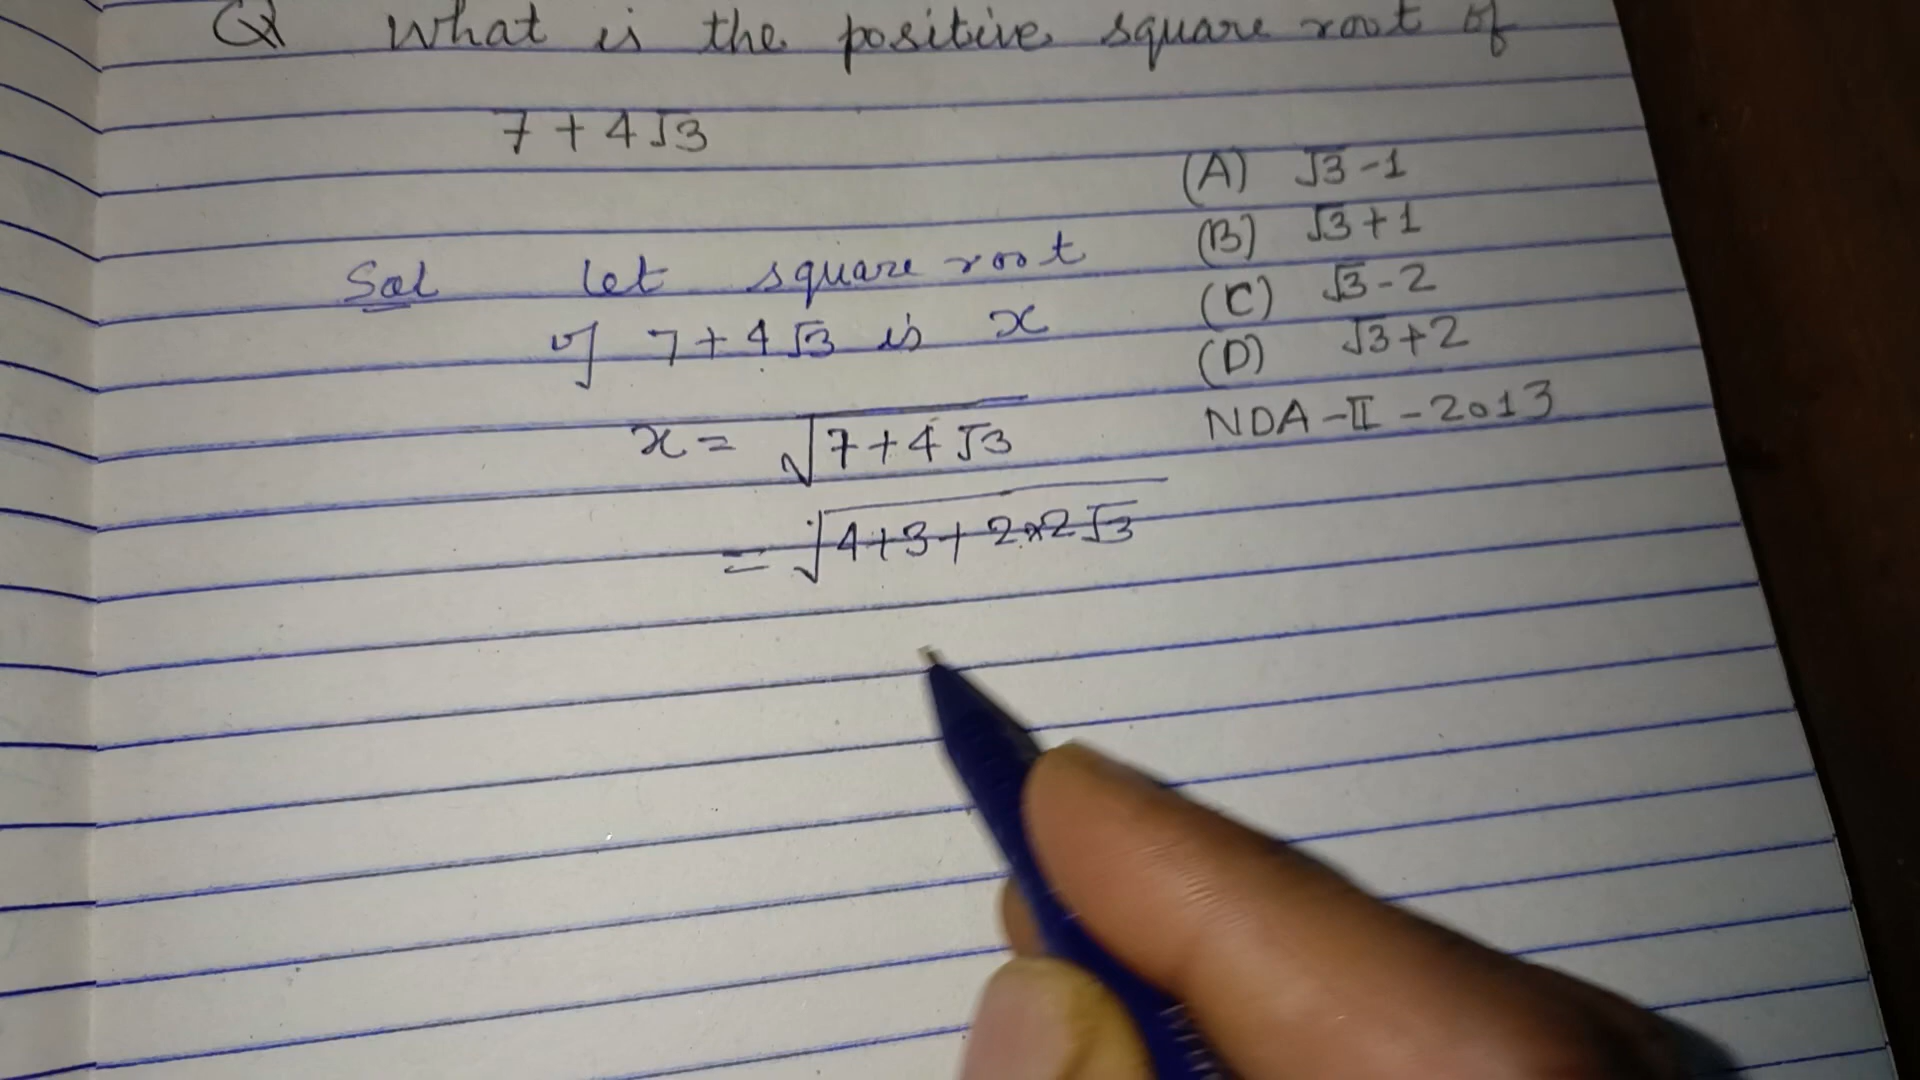 Q What is the positive square root of
7 + 4√3
(A) √3 - 1
(B) √3 + 1
(C) √3 - 2
(D) √3 + 2
NDA - II - 2013
Sol Let square root
of 7 + 4√3 is x
x = √(7 + 4√3)
= √(4 + 3 + 2×2√3)